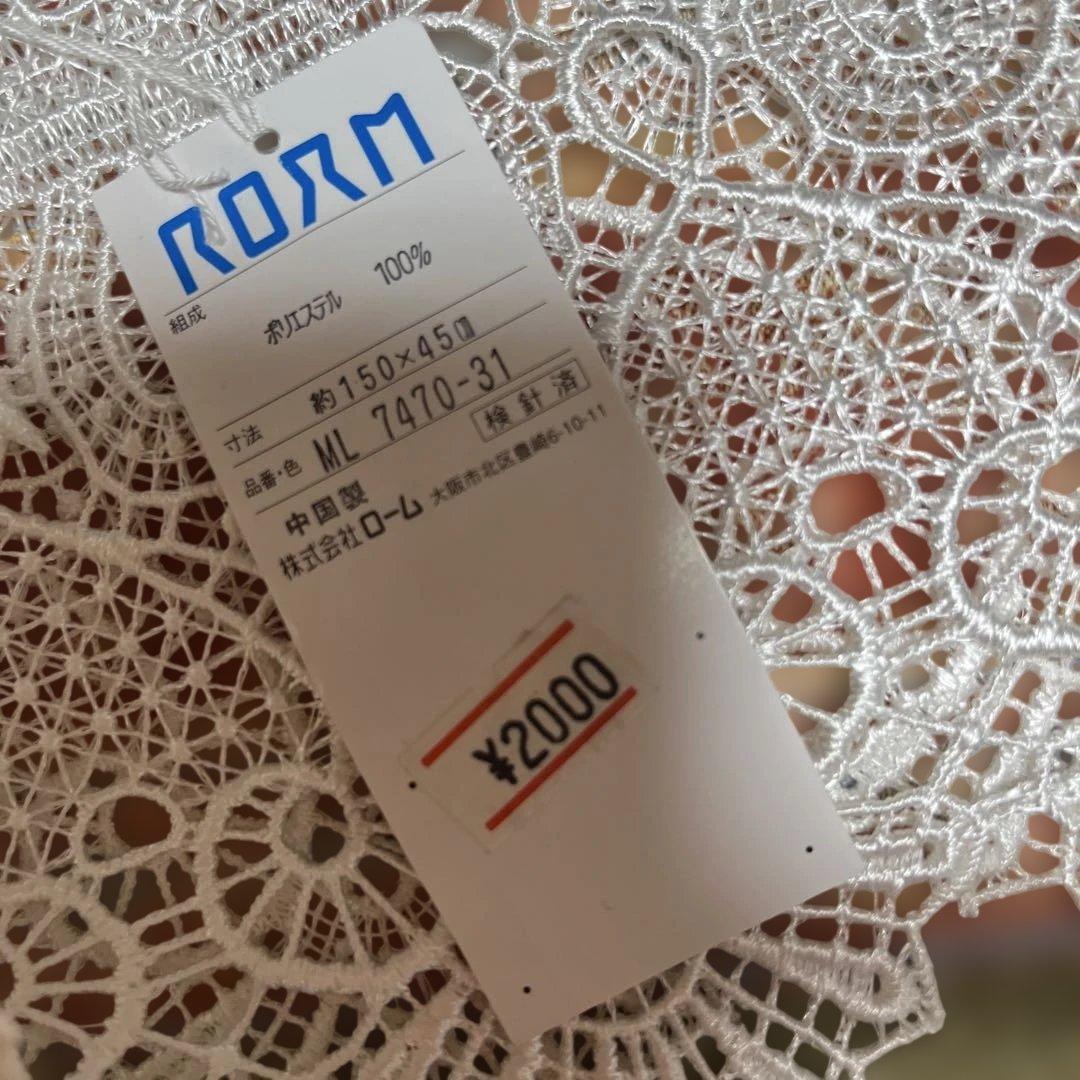 RORM
組成
ポリエステル 100%
寸法 約150×45㎝
品番・色 ML 7470-31
中国製 検針済
株式会社ローム 大阪市北区豊崎6-10-11
¥2000